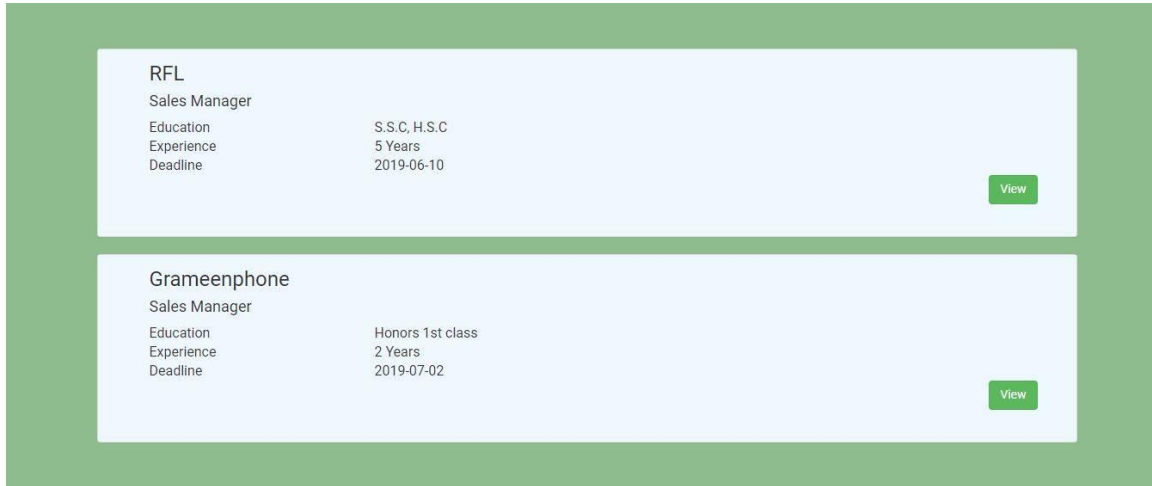 RFL
Sales Manager
Education S.S.C, H.S.C
Experience 5 Years
Deadline 2019-06-10
View
Grameenphone
Sales Manager
Education Honors 1st class
Experience 2 Years
Deadline 2019-07-02
View